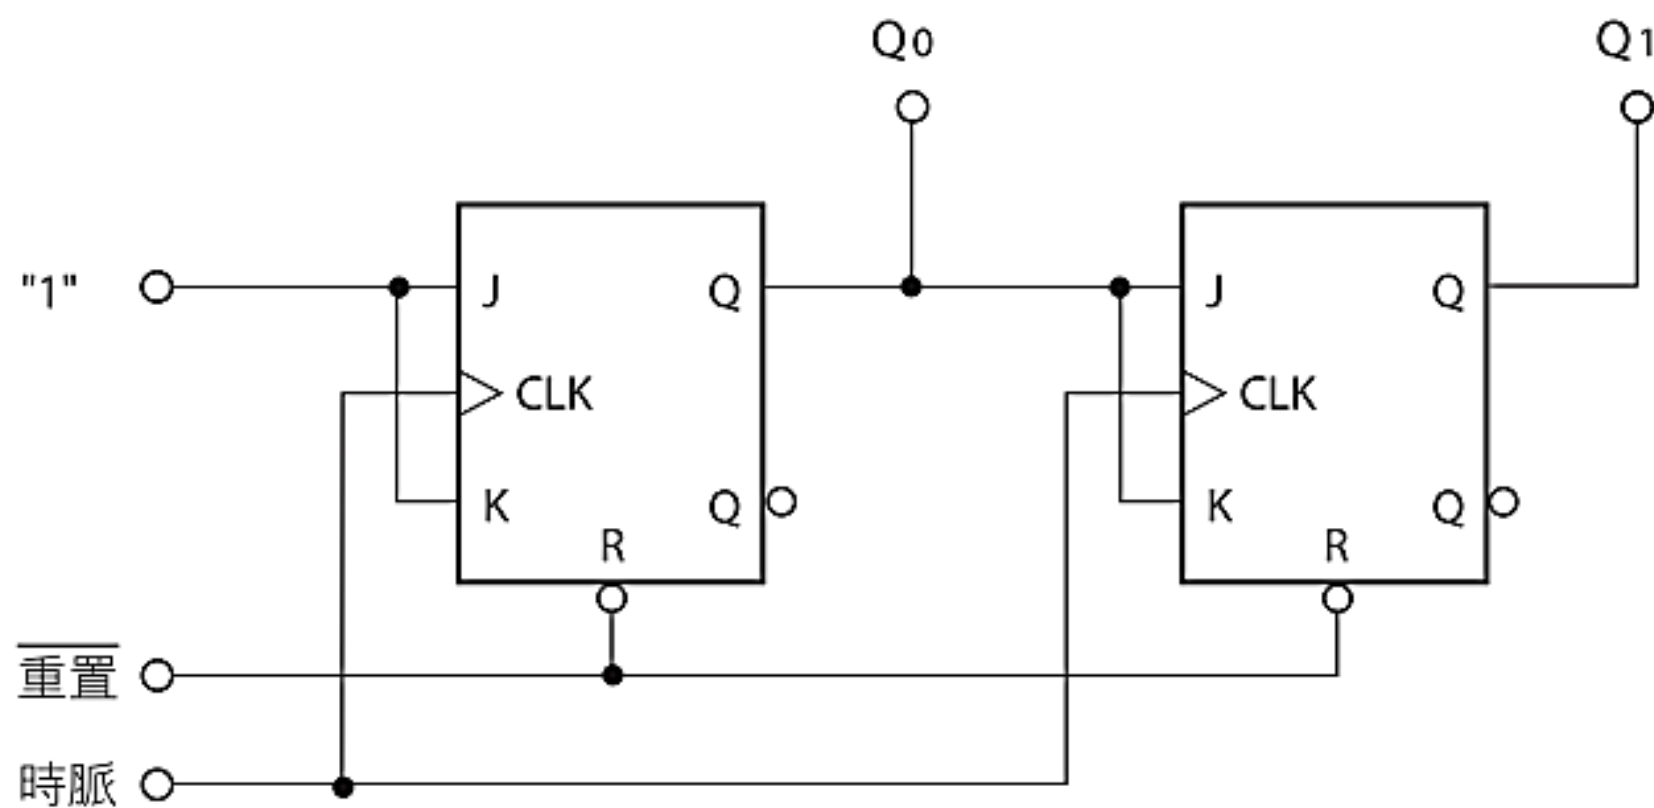 Q0 Q1
"1" J Q J Q
CLK CLK
K Q K Q
R R
重置
時脈